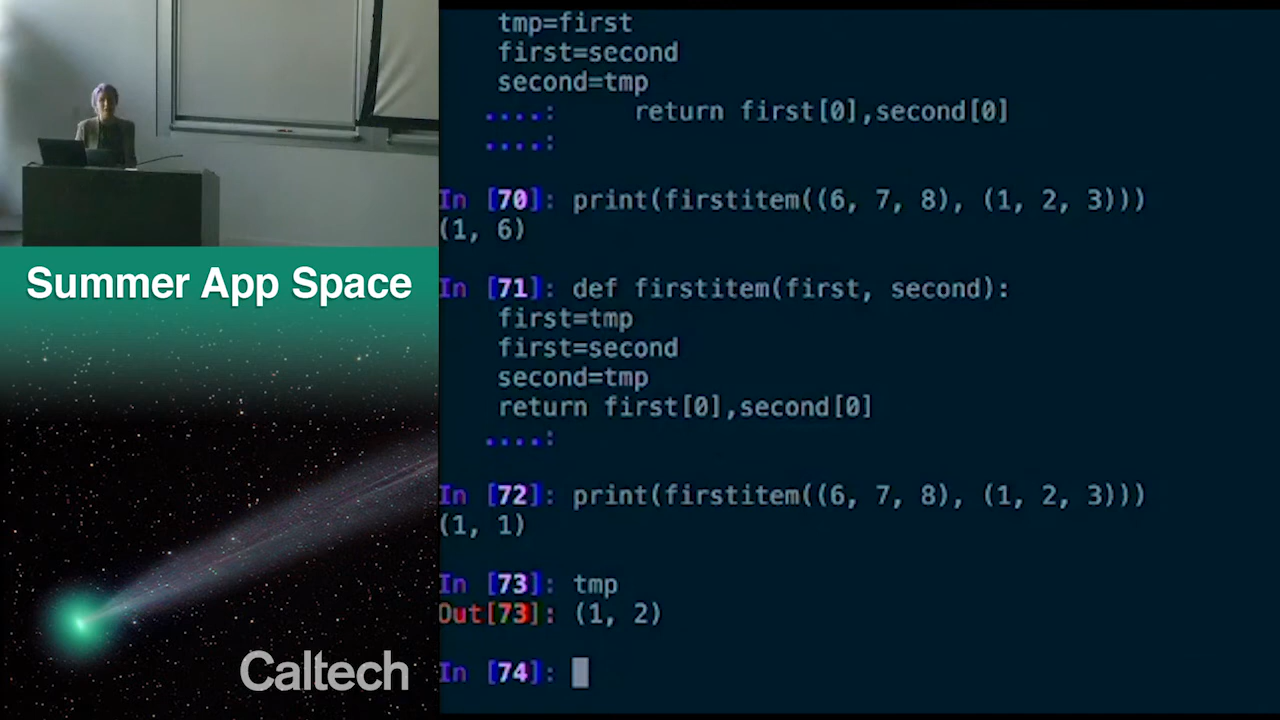 Summer App Space
Caltech
tmp=first
first=second
second=tmp
....:     return first[0],second[0]
....:
In [70]: print(firstitem((6, 7, 8), (1, 2, 3)))
(1, 6)
In [71]: def firstitem(first, second):
first=tmp
first=second
second=tmp
return first[0],second[0]
....:
In [72]: print(firstitem((6, 7, 8), (1, 2, 3)))
(1, 1)
In [73]: tmp
Out[73]: (1, 2)
In [74]: